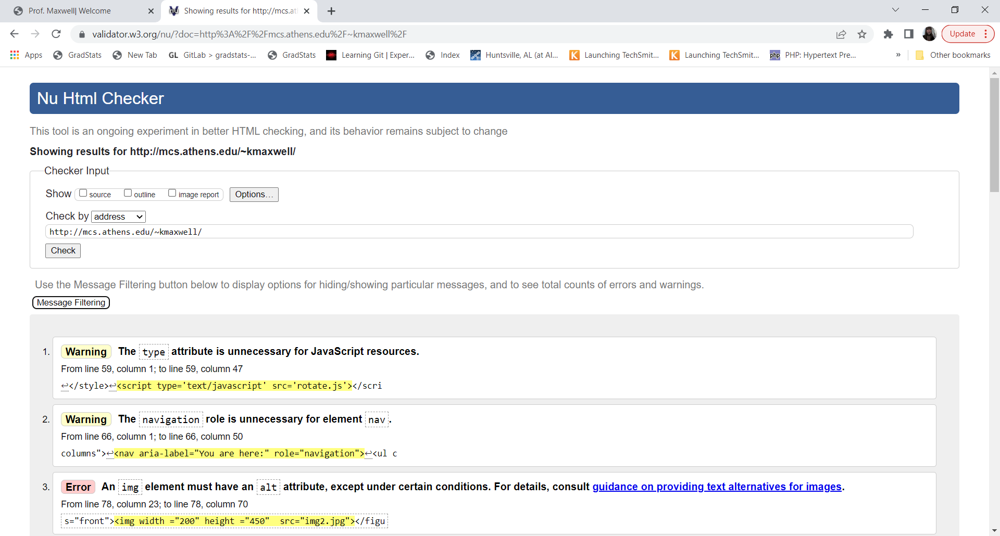 Prof. Maxwell| Welcome
Showing results for http://mcs.at
validator.w3.org/nu/?doc=http%3A%2F%2Fmcs.athens.edu%2F~kmaxwell%2F
Update
Apps GradStats New Tab GL GitLab > gradstats-... GradStats Learning Git | Exper... Index Huntsville, AL (at Al... K Launching TechSmit... K Launching TechSmit... php PHP: Hypertext Pre... » Other bookmarks
Nu Html Checker
This tool is an ongoing experiment in better HTML checking, and its behavior remains subject to change
Showing results for http://mcs.athens.edu/~kmaxwell/
Checker Input
Show source outline image report Options...
Check by address
http://mcs.athens.edu/~kmaxwell/
Check
Use the Message Filtering button below to display options for hiding/showing particular messages, and to see total counts of errors and warnings.
Message Filtering
1. Warning The type attribute is unnecessary for JavaScript resources.
From line 59, column 1; to line 59, column 47
↩</style>↩<script type='text/javascript' src='rotate.js'></scri
2. Warning The navigation role is unnecessary for element nav.
From line 66, column 1; to line 66, column 50
columns">↩<nav aria-label="You are here:" role="navigation">↩<ul c
3. Error An img element must have an alt attribute, except under certain conditions. For details, consult guidance on providing text alternatives for images.
From line 78, column 23; to line 78, column 70
s="front"><img width ="200" height ="450"  src="img2.jpg"></figu